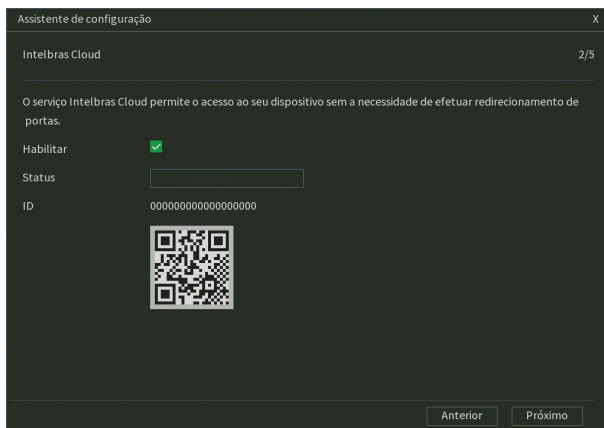 Assistente de configuração X
Intelbras Cloud 2/5
O serviço Intelbras Cloud permite o acesso ao seu dispositivo sem a necessidade de efetuar redirecionamento de
portas.
Habilitar
Status
ID 000000000000000000
Anterior Próximo